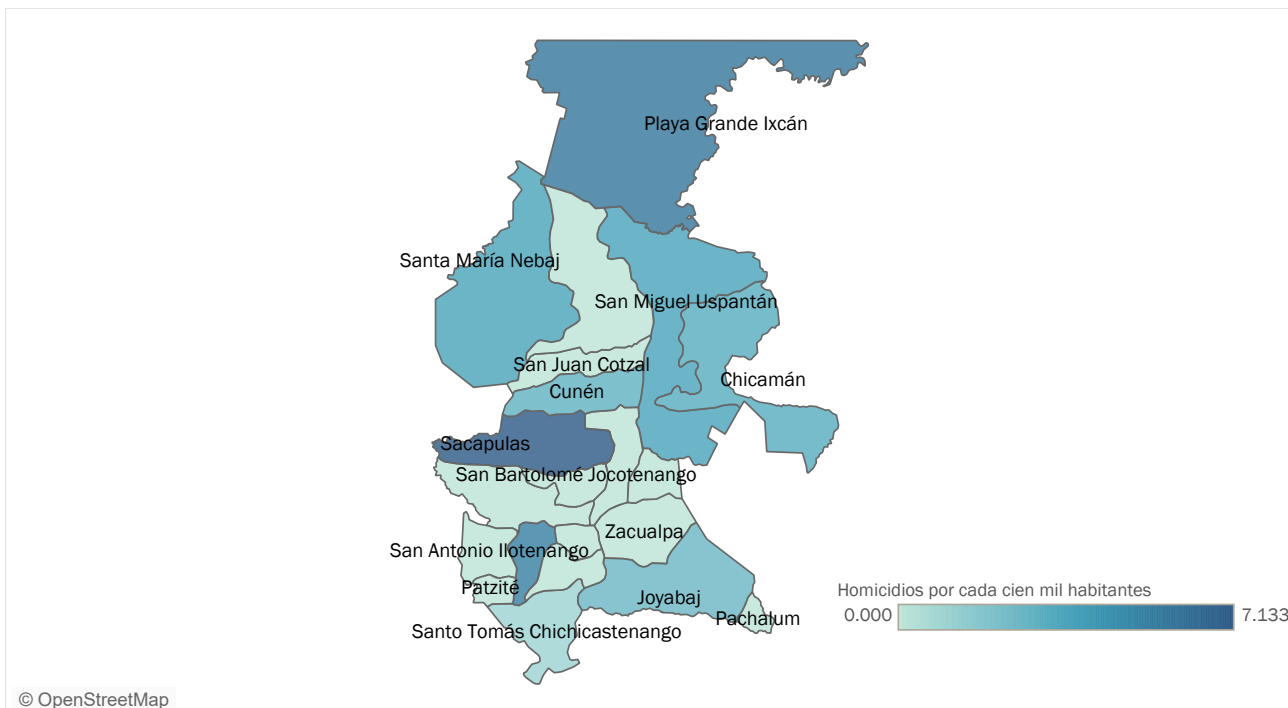 Playa Grande Ixcán
Santa María Nebaj
San Miguel Uspantán
San Juan Cotzal
Chicamán
Cunén
Sacapulas
San Bartolomé Jocotenango
Zacualpa
San Antonio Ilotenango
Patzité
Joyabaj
Pachalum
Santo Tomás Chichicastenango
Homicidios por cada cien mil habitantes
0.000 7.133
© OpenStreetMap